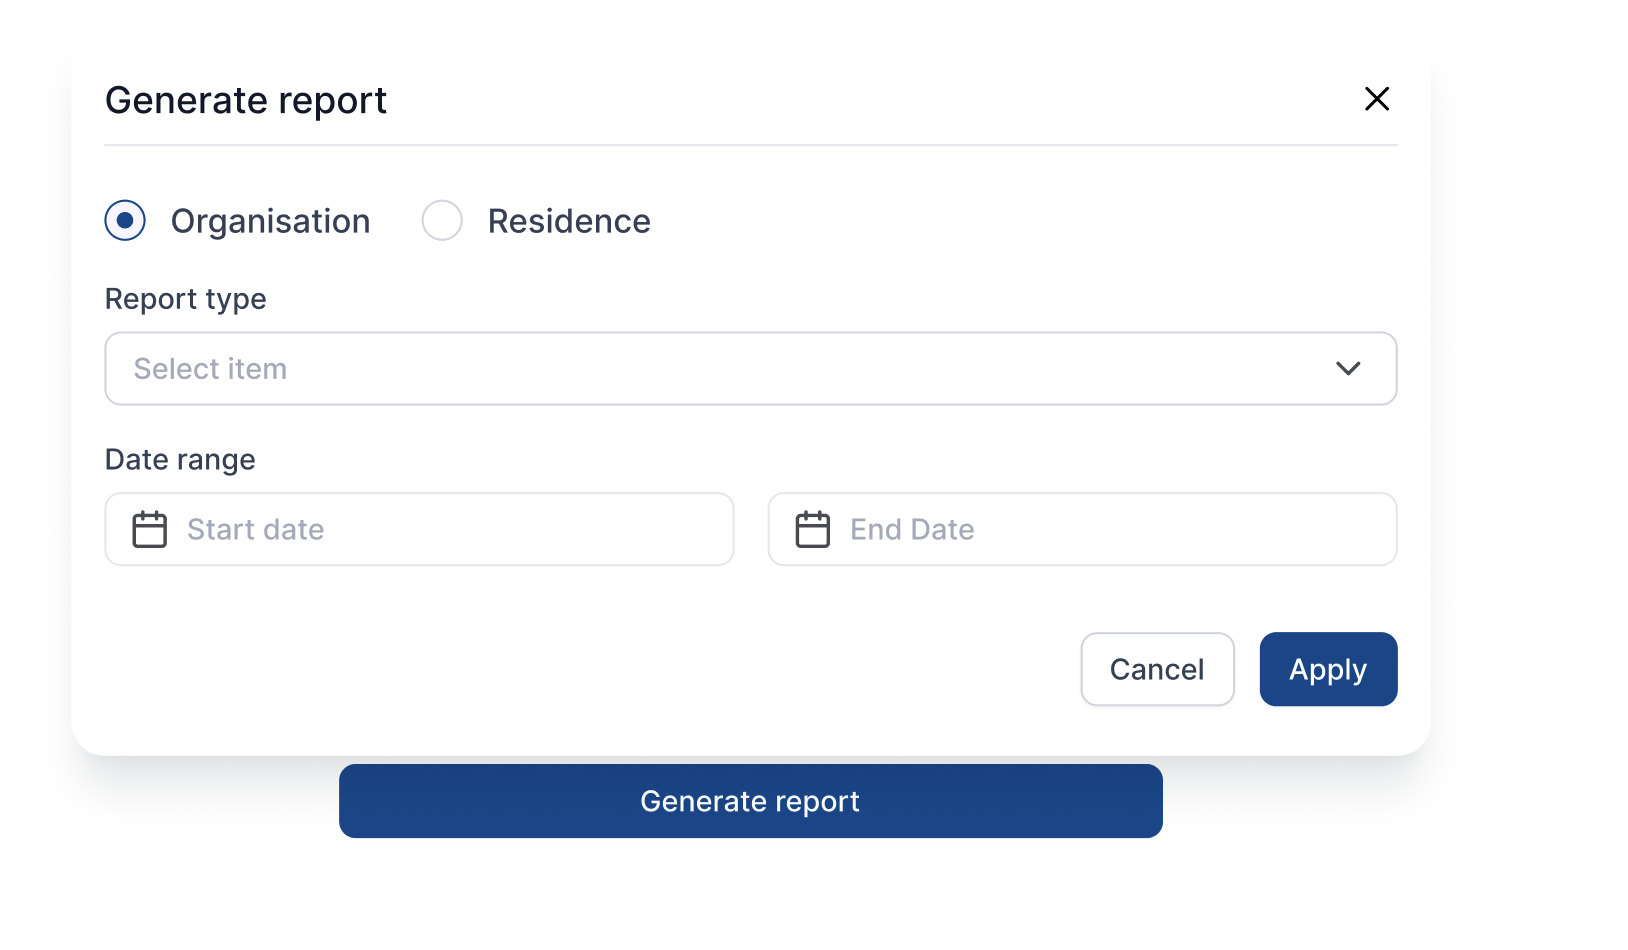 Generate report
Organisation Residence
Report type
Select item
Date range
Start date End Date
Cancel Apply
Generate report